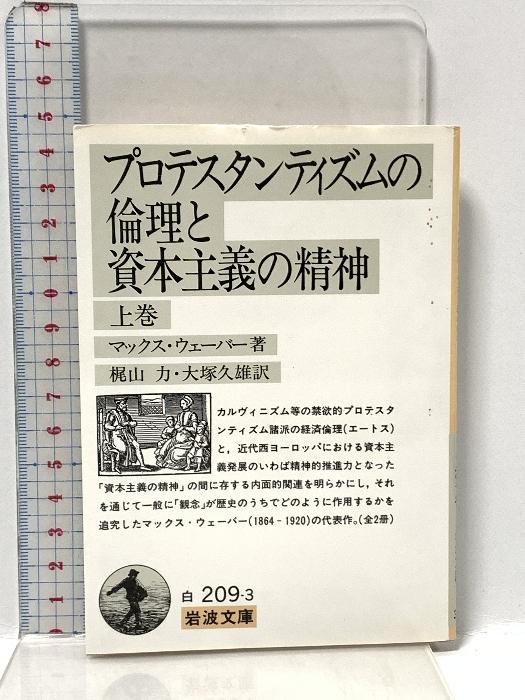 プロテスタンティズムの
倫理と
資本主義の精神
上巻
マックス・ウェーバー著
梶山 力・大塚久雄訳
カルヴィニズム等の禁欲的プロテスタ
ンティズム諸派の経済倫理(エートス)
と,近代西ヨーロッパにおける資本主
義発展のいわば精神的推進力となった
「資本主義の精神」の間に存する内面的関連を明らかにし,それ
を通じて一般に「観念」が歴史のうちでどのように作用するかを
追究したマックス・ウェーバー(1864‐1920)の代表作。(全2冊)
白 209-3
岩波文庫